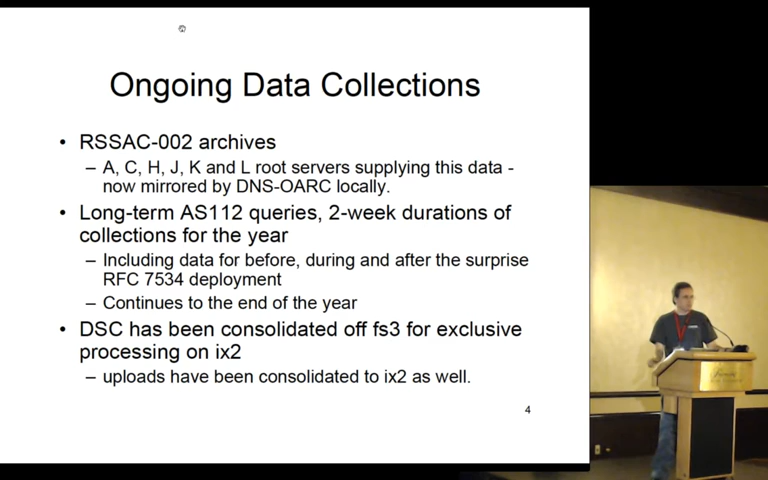 Ongoing Data Collections
• RSSAC-002 archives
– A, C, H, J, K and L root servers supplying this data -
now mirrored by DNS-OARC locally.
• Long-term AS112 queries, 2-week durations of
collections for the year
– Including data for before, during and after the surprise
RFC 7534 deployment
– Continues to the end of the year
• DSC has been consolidated off fs3 for exclusive
processing on ix2
– uploads have been consolidated to ix2 as well.
4